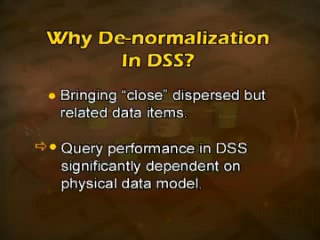 Why De-normalization
In DSS?
• Bringing “close” dispersed but
related data items.
⇨• Query performance in DSS
significantly dependent on
physical data model.